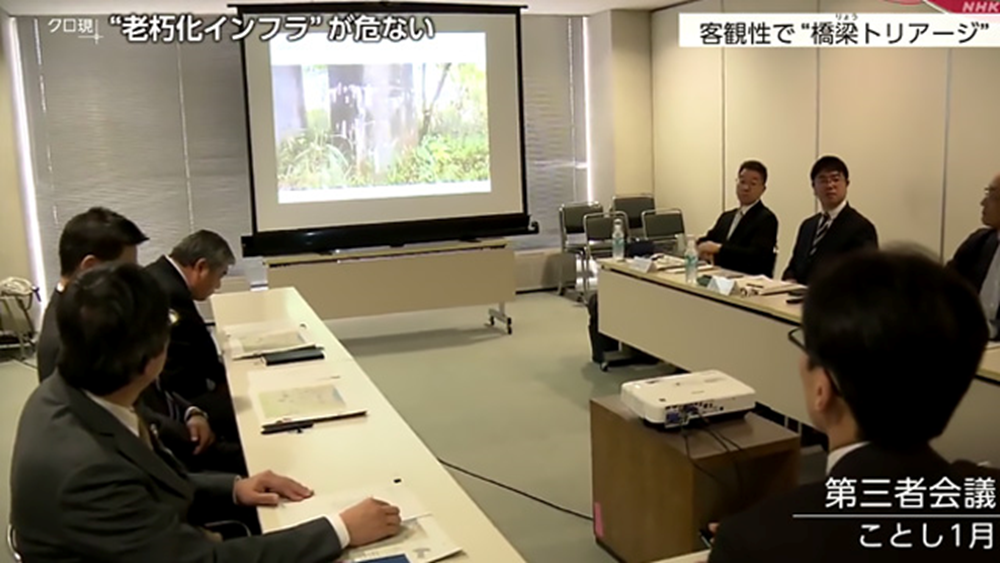 クロ現+
“老朽化インフラ”が危ない
NHK
りょう
客観性で“橋梁トリアージ”
第三者会議
ことし1月